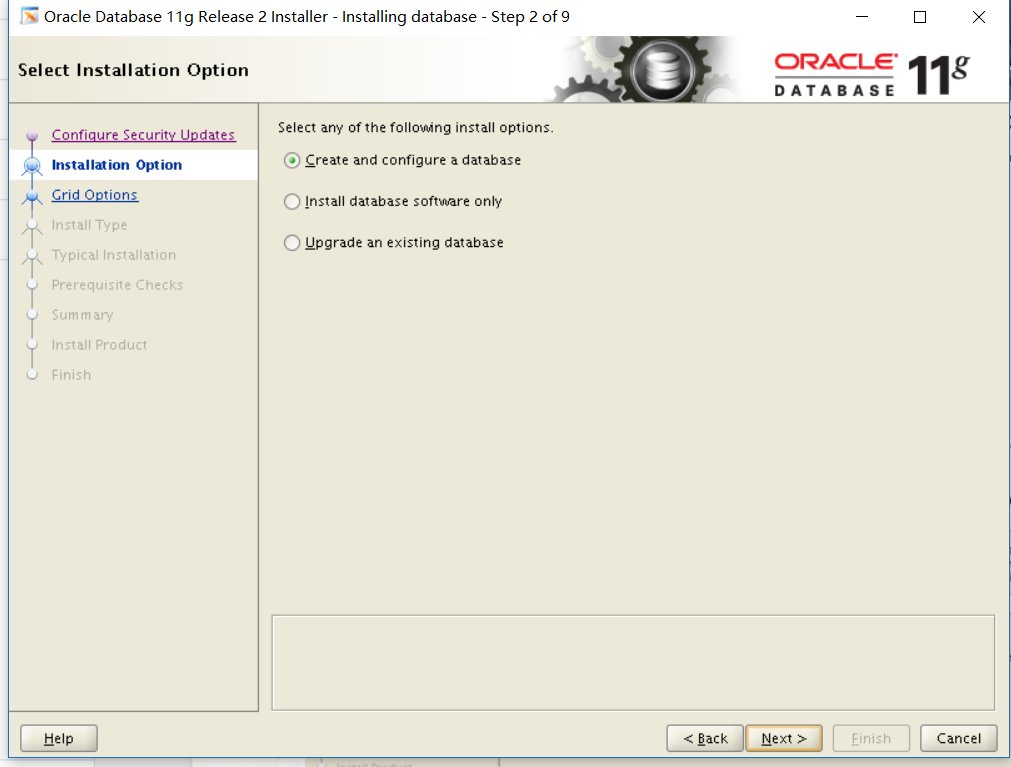 Oracle Database 11g Release 2 Installer - Installing database - Step 2 of 9
Select Installation Option
ORACLE
DATABASE
11g
Configure Security Updates
Installation Option
Grid Options
Install Type
Typical Installation
Prerequisite Checks
Summary
Install Product
Finish
Select any of the following install options.
Create and configure a database
Install database software only
Upgrade an existing database
Help
< Back
Next >
Finish
Cancel
Install Product